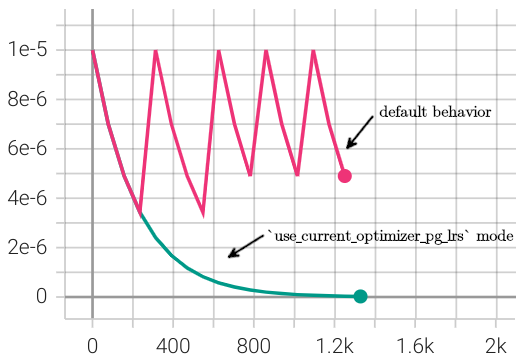 1e-5
8e-6
default behavior
6e-6
4e-6
`use_current_optimizer_pg_lrs` mode
2e-6
0
0 400 800 1.2k 1.6k 2k